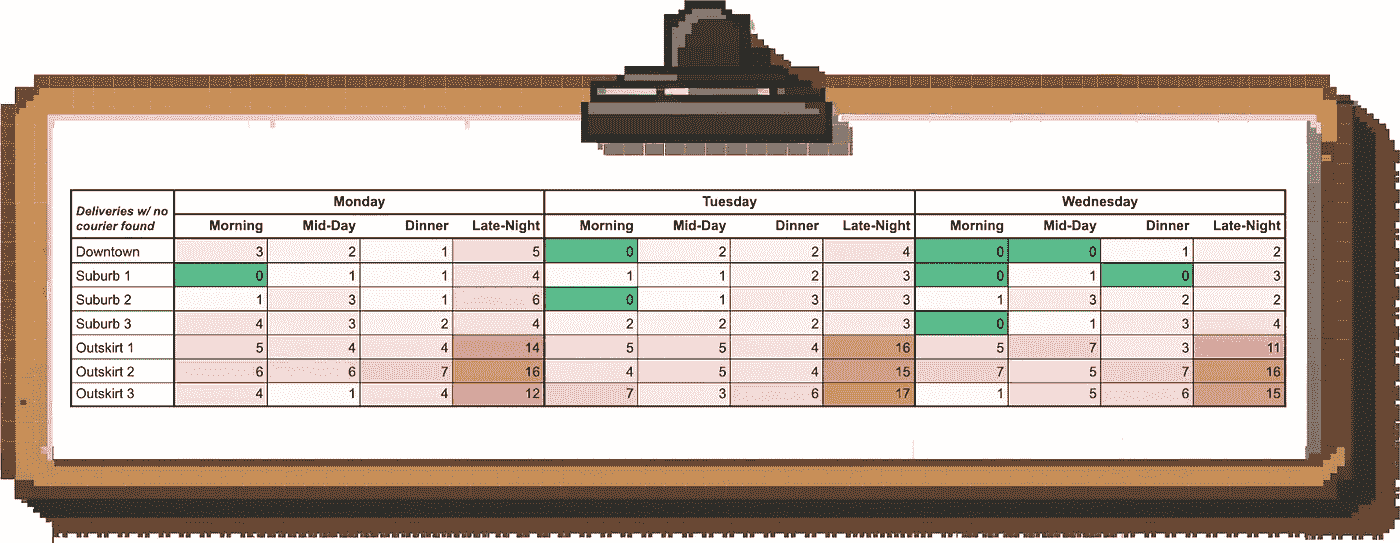 Deliveries w/ no courier found Monday Tuesday Wednesday
Morning Mid-Day Dinner Late-Night Morning Mid-Day Dinner Late-Night Morning Mid-Day Dinner Late-Night
Downtown 3 2 1 5 0 2 2 4 0 0 1 2
Suburb 1 0 1 1 4 1 1 2 3 0 1 0 3
Suburb 2 1 3 1 6 0 1 3 3 1 3 2 2
Suburb 3 4 3 2 4 2 2 2 3 0 1 3 4
Outskirt 1 5 4 4 14 5 5 4 16 5 7 3 11
Outskirt 2 6 6 7 16 4 5 4 15 7 5 7 16
Outskirt 3 4 1 4 12 7 3 6 17 1 5 6 15